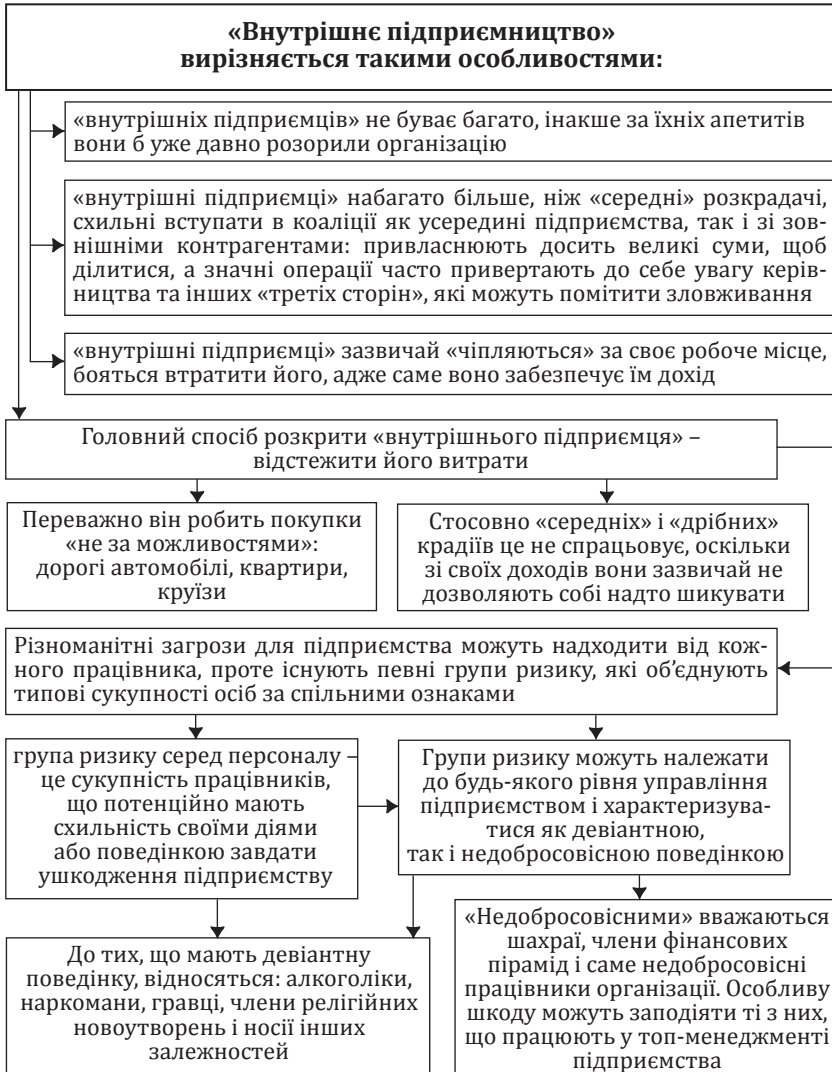 «Внутрішнє підприємництво»
вирізняється такими особливостями:
«внутрішніх підприємців» не буває багато, інакше за їхніх апетитів
вони б уже давно розорили організацію
«внутрішні підприємці» набагато більше, ніж «середні» розкрадачі,
схильні вступати в коаліції як усередині підприємства, так і зі зов-
нішніми контрагентами: привласнюють досить великі суми, щоб
ділитися, а значні операції часто привертають до себе увагу керів-
ництва та інших «третіх сторін», які можуть помітити зловживання
«внутрішні підприємці» зазвичай “чіпляються” за своє робоче місце,
бояться втратити його, адже саме воно забезпечує їм дохід
Головний спосіб розкрити «внутрішнього підприємця» –
відстежити його витрати
Переважно він робить покупки
«не за можливостями»:
дорогі автомобілі, квартири,
круїзи
Стосовно «середніх» і «дрібних»
крадіїв це не спрацьовує, оскільки
зі своїх доходів вони зазвичай не
дозволяють собі надто шикувати
Різноманітні загрози для підприємства можуть надходити від кож-
ного працівника, проте існують певні групи ризику, які об’єднують
типові сукупності осіб за спільними ознаками
група ризику серед персоналу –
це сукупність працівників,
що потенційно мають
схильність своїми діями
або поведінкою завдати
ушкодження підприємству
Групи ризику можуть належати
до будь-якого рівня управління
підприємством і характеризува-
тися як девіантною,
так і недобросовісною поведінкою
До тих, що мають девіантну
поведінку, відносяться: алкоголіки,
наркомани, гравці, члени релігійних
новоутворень і носії інших
залежностей
«Недобросовісними» вважаються
шахраї, члени фінансових
пірамід і саме недобросовісні
працівники організації. Особливу
шкоду можуть заподіяти ті з них,
що працюють у топ-менеджменті
підприємства